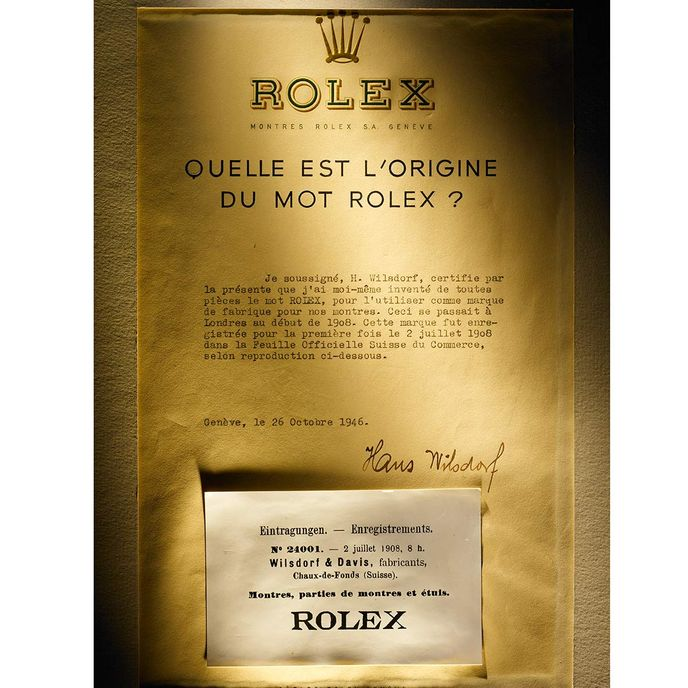 ROLEX
MONTRES ROLEX S.A. GENÈVE
QUELLE EST L'ORIGINE
DU MOT ROLEX ?
Je soussigné, H. Wilsdorf, certifie par
la présente que j'ai moi-même inventé de toutes
pièces le mot ROLEX, pour l'utiliser comme marque
de fabrique pour nos montres. Ceci se passait à
Londres au début de 1908. Cette marque fut enre-
gistrée pour la première fois le 2 juillet 1908
dans la Feuille Officielle Suisse du Commerce,
selon reproduction ci-dessous.
Genève, le 26 Octobre 1946.
Hans Wilsdorf
Eintragungen. — Enregistrements.
N° 24001. — 2 juillet 1908, 8 h.
Wilsdorf & Davis, fabricants,
Chaux-de-Fonds (Suisse).
Montres, parties de montres et étuis.
ROLEX